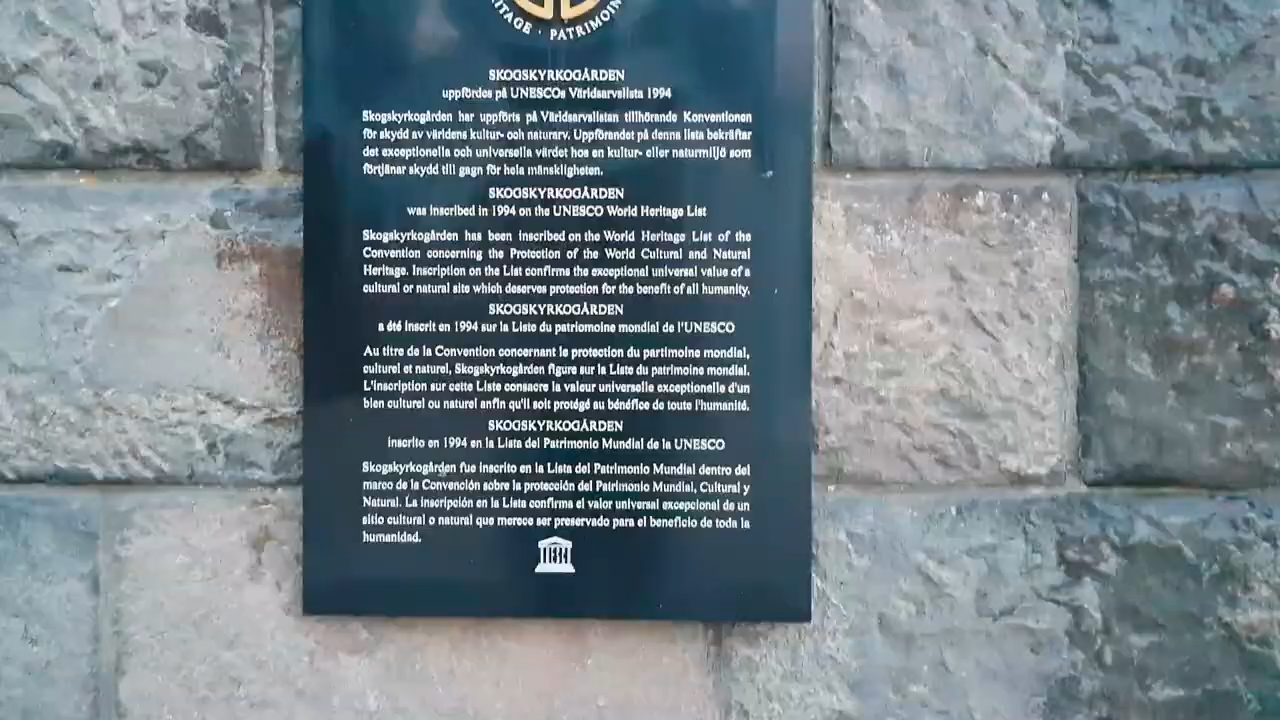 ITAGE · PATRIMOIN
SKOGSKYRKOGÅRDEN
uppfördes på UNESCOs Världsarvslista 1994
Skogskyrkogården har uppförts på Världsarvslistan tillhörande Konventionen
för skydd av världens kultur- och naturarv. Uppförandet på denna lista bekräftar
det exceptionella och universella värdet hos en kultur- eller naturmiljö som
förtjänar skydd till gagn för hela mänskligheten.
SKOGSKYRKOGÅRDEN
was inscribed in 1994 on the UNESCO World Heritage List
Skogskyrkogården has been inscribed on the World Heritage List of the
Convention concerning the Protection of the World Cultural and Natural
Heritage. Inscription on the List confirms the exceptional universal value of a
cultural or natural site which deserves protection for the benefit of all humanity.
SKOGSKYRKOGÅRDEN
a été inscrit en 1994 sur la Liste du patriomoine mondial de l'UNESCO
Au titre de la Convention concernant le protection du partimoine mondial,
culturel et naturel, Skogskyrkogården figure sur la Liste du patrimoine mondial.
L'inscription sur cette Liste consacre la valeur universelle exceptionelle d'un
bien culturel ou naturel enfin qu'il soit protégé au bénéfice de toute l'humanité.
SKOGSKYRKOGÅRDEN
inscrito en 1994 en la Lista del Patrimonio Mundial de la UNESCO
Skogskyrkogården fue inscrito en la Lista del Patrimonio Mundial dentro del
marco de la Convención sobre la protección del Patrimonio Mundial, Cultural y
Natural. La inscripción en la Lista confirma el valor universal excepcional de un
sitio cultural o natural que merece ser preservado para el beneficio de toda la
humanidad.